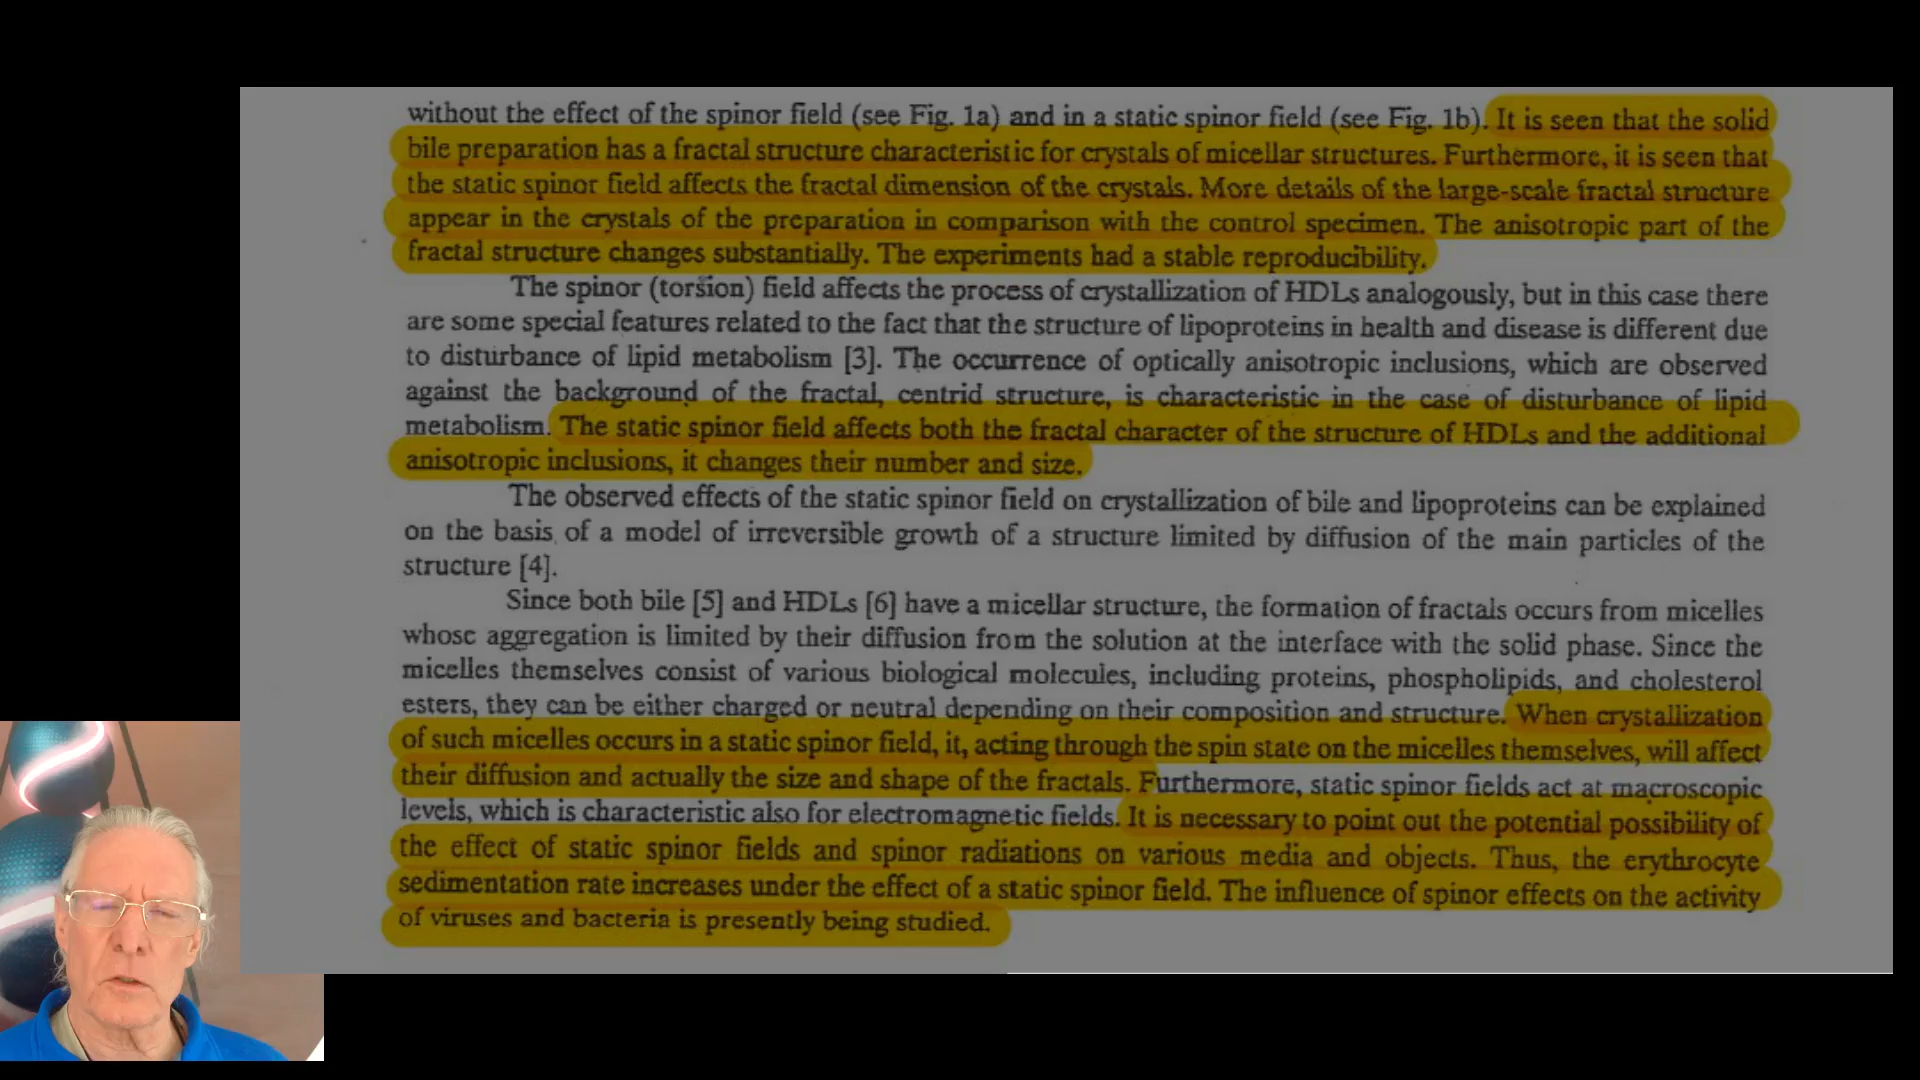 without the effect of the spinor field (see Fig. 1a) and in a static spinor field (see Fig. 1b). It is seen that the solid
bile preparation has a fractal structure characteristic for crystals of micellar structures. Furthermore, it is seen that
the static spinor field affects the fractal dimension of the crystals. More details of the large-scale fractal structure
appear in the crystals of the preparation in comparison with the control specimen. The anisotropic part of the
fractal structure changes substantially. The experiments had a stable reproducibility.
The spinor (torsion) field affects the process of crystallization of HDLs analogously, but in this case there
are some special features related to the fact that the structure of lipoproteins in health and disease is different due
to disturbance of lipid metabolism [3]. The occurrence of optically anisotropic inclusions, which are observed
against the background of the fractal, centrid structure, is characteristic in the case of disturbance of lipid
metabolism. The static spinor field affects both the fractal character of the structure of HDLs and the additional
anisotropic inclusions, it changes their number and size.
The observed effects of the static spinor field on crystallization of bile and lipoproteins can be explained
on the basis of a model of irreversible growth of a structure limited by diffusion of the main particles of the
structure [4].
Since both bile [5] and HDLs [6] have a micellar structure, the formation of fractals occurs from micelles
whose aggregation is limited by their diffusion from the solution at the interface with the solid phase. Since the
micelles themselves consist of various biological molecules, including proteins, phospholipids, and cholesterol
esters, they can be either charged or neutral depending on their composition and structure. When crystallization
of such micelles occurs in a static spinor field, it, acting through the spin state on the micelles themselves, will affect
their diffusion and actually the size and shape of the fractals. Furthermore, static spinor fields act at macroscopic
levels, which is characteristic also for electromagnetic fields. It is necessary to point out the potential possibility of
the effect of static spinor fields and spinor radiations on various media and objects. Thus, the erythrocyte
sedimentation rate increases under the effect of a static spinor field. The influence of spinor effects on the activity
of viruses and bacteria is presently being studied.